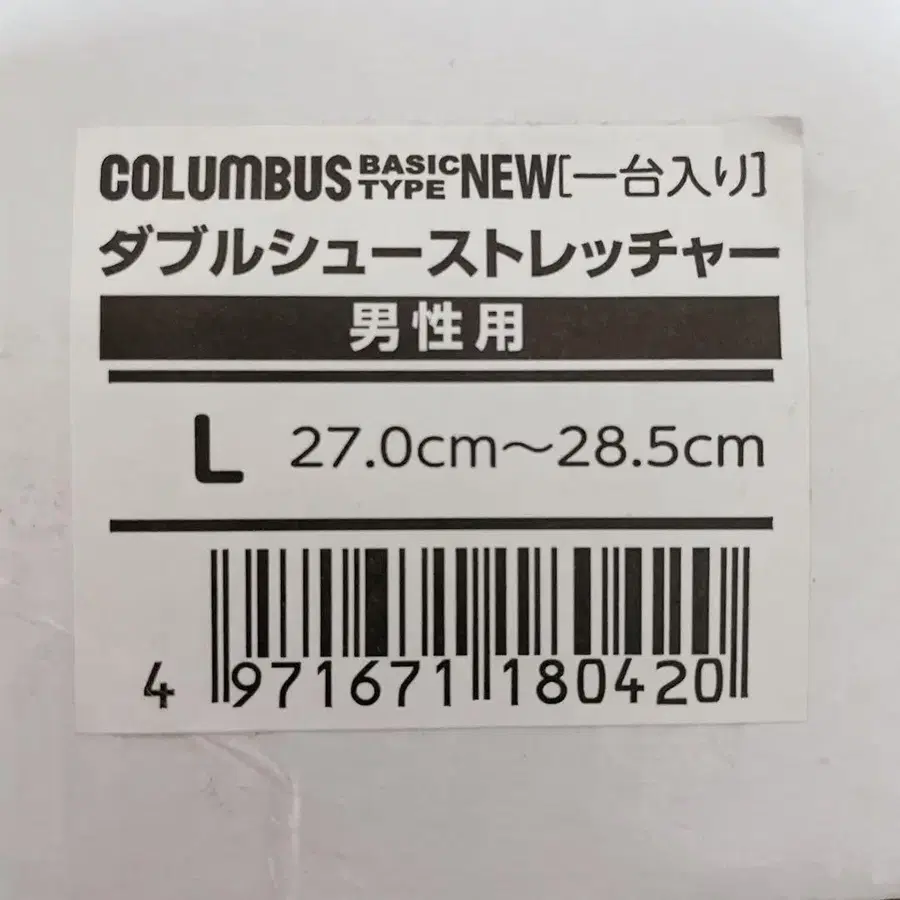 COLUMBUS BASIC TYPE NEW[一台入り]
ダブルシューストレッチャー
男性用
L 27.0cm～28.5cm
4 971671 180420